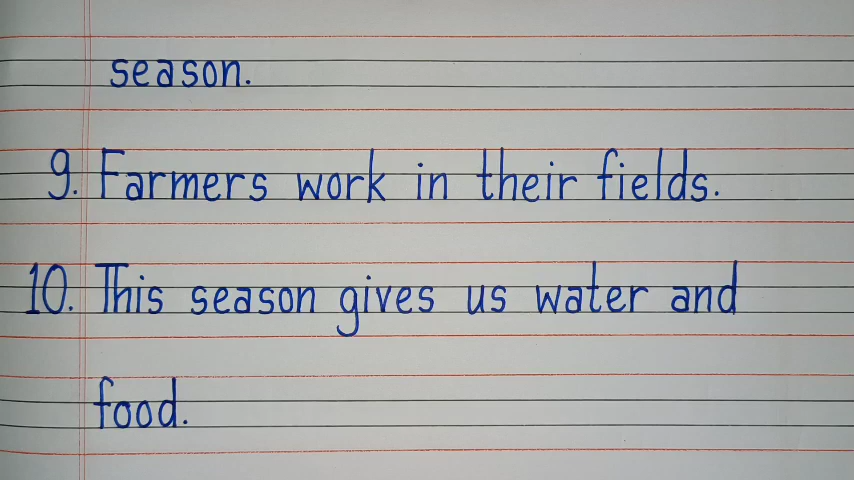 season.
9. Farmers work in their fields.
10. This season gives us water and
food.